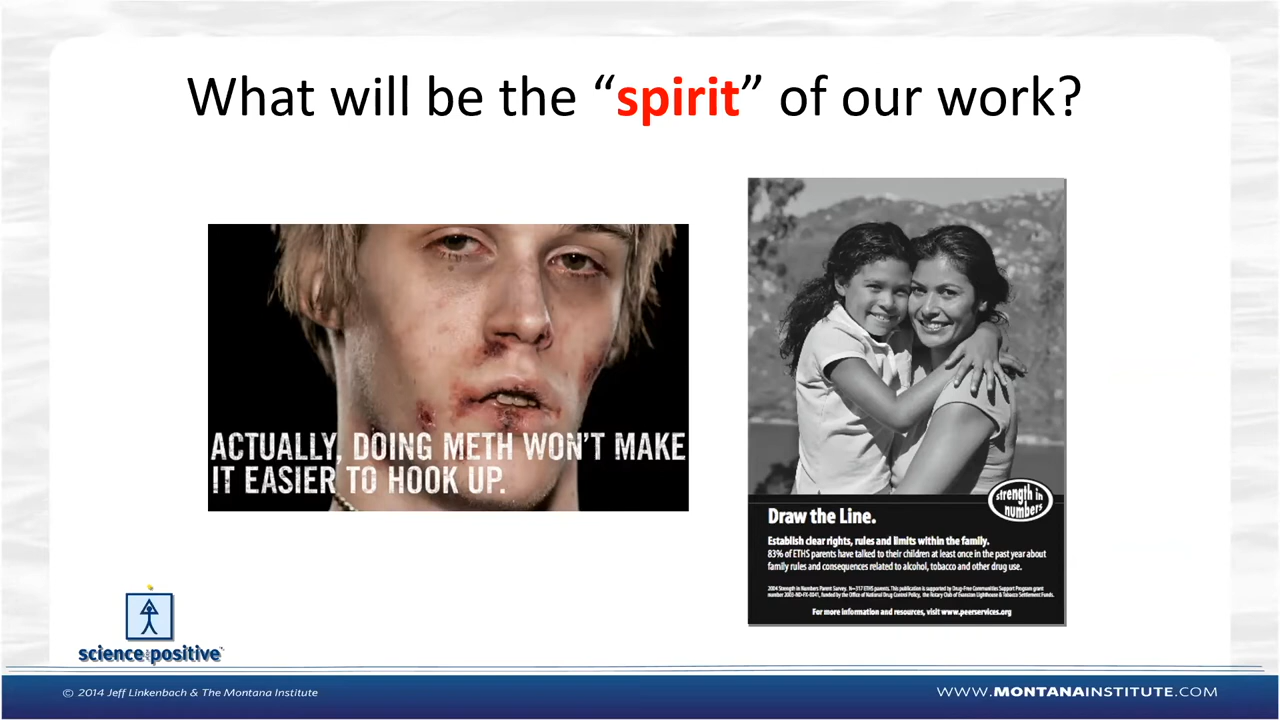 What will be the “spirit” of our work?
ACTUALLY, DOING METH WON'T MAKE
IT EASIER TO HOOK UP.
strength in
numbers
Draw the Line.
Establish clear rights, rules and limits within the family.
83% of ETHS parents have talked to their children at least once in the past year about
family rules and consequences related to alcohol, tobacco and other drug use.
2004 Strength in Numbers Parent Survey. N=317 ETHS parents. This publication is supported by Drug-Free Communities Support Program grant
funded by the Office of National Drug Control Policy, the Rotary Club of Evanston Lighthouse & Tobacco Settlement Funds.
For more information and resources, visit www.peerservices.org
science positive
© 2014 Jeff Linkenbach & The Montana Institute
WWW.MONTANAINSTITUTE.COM